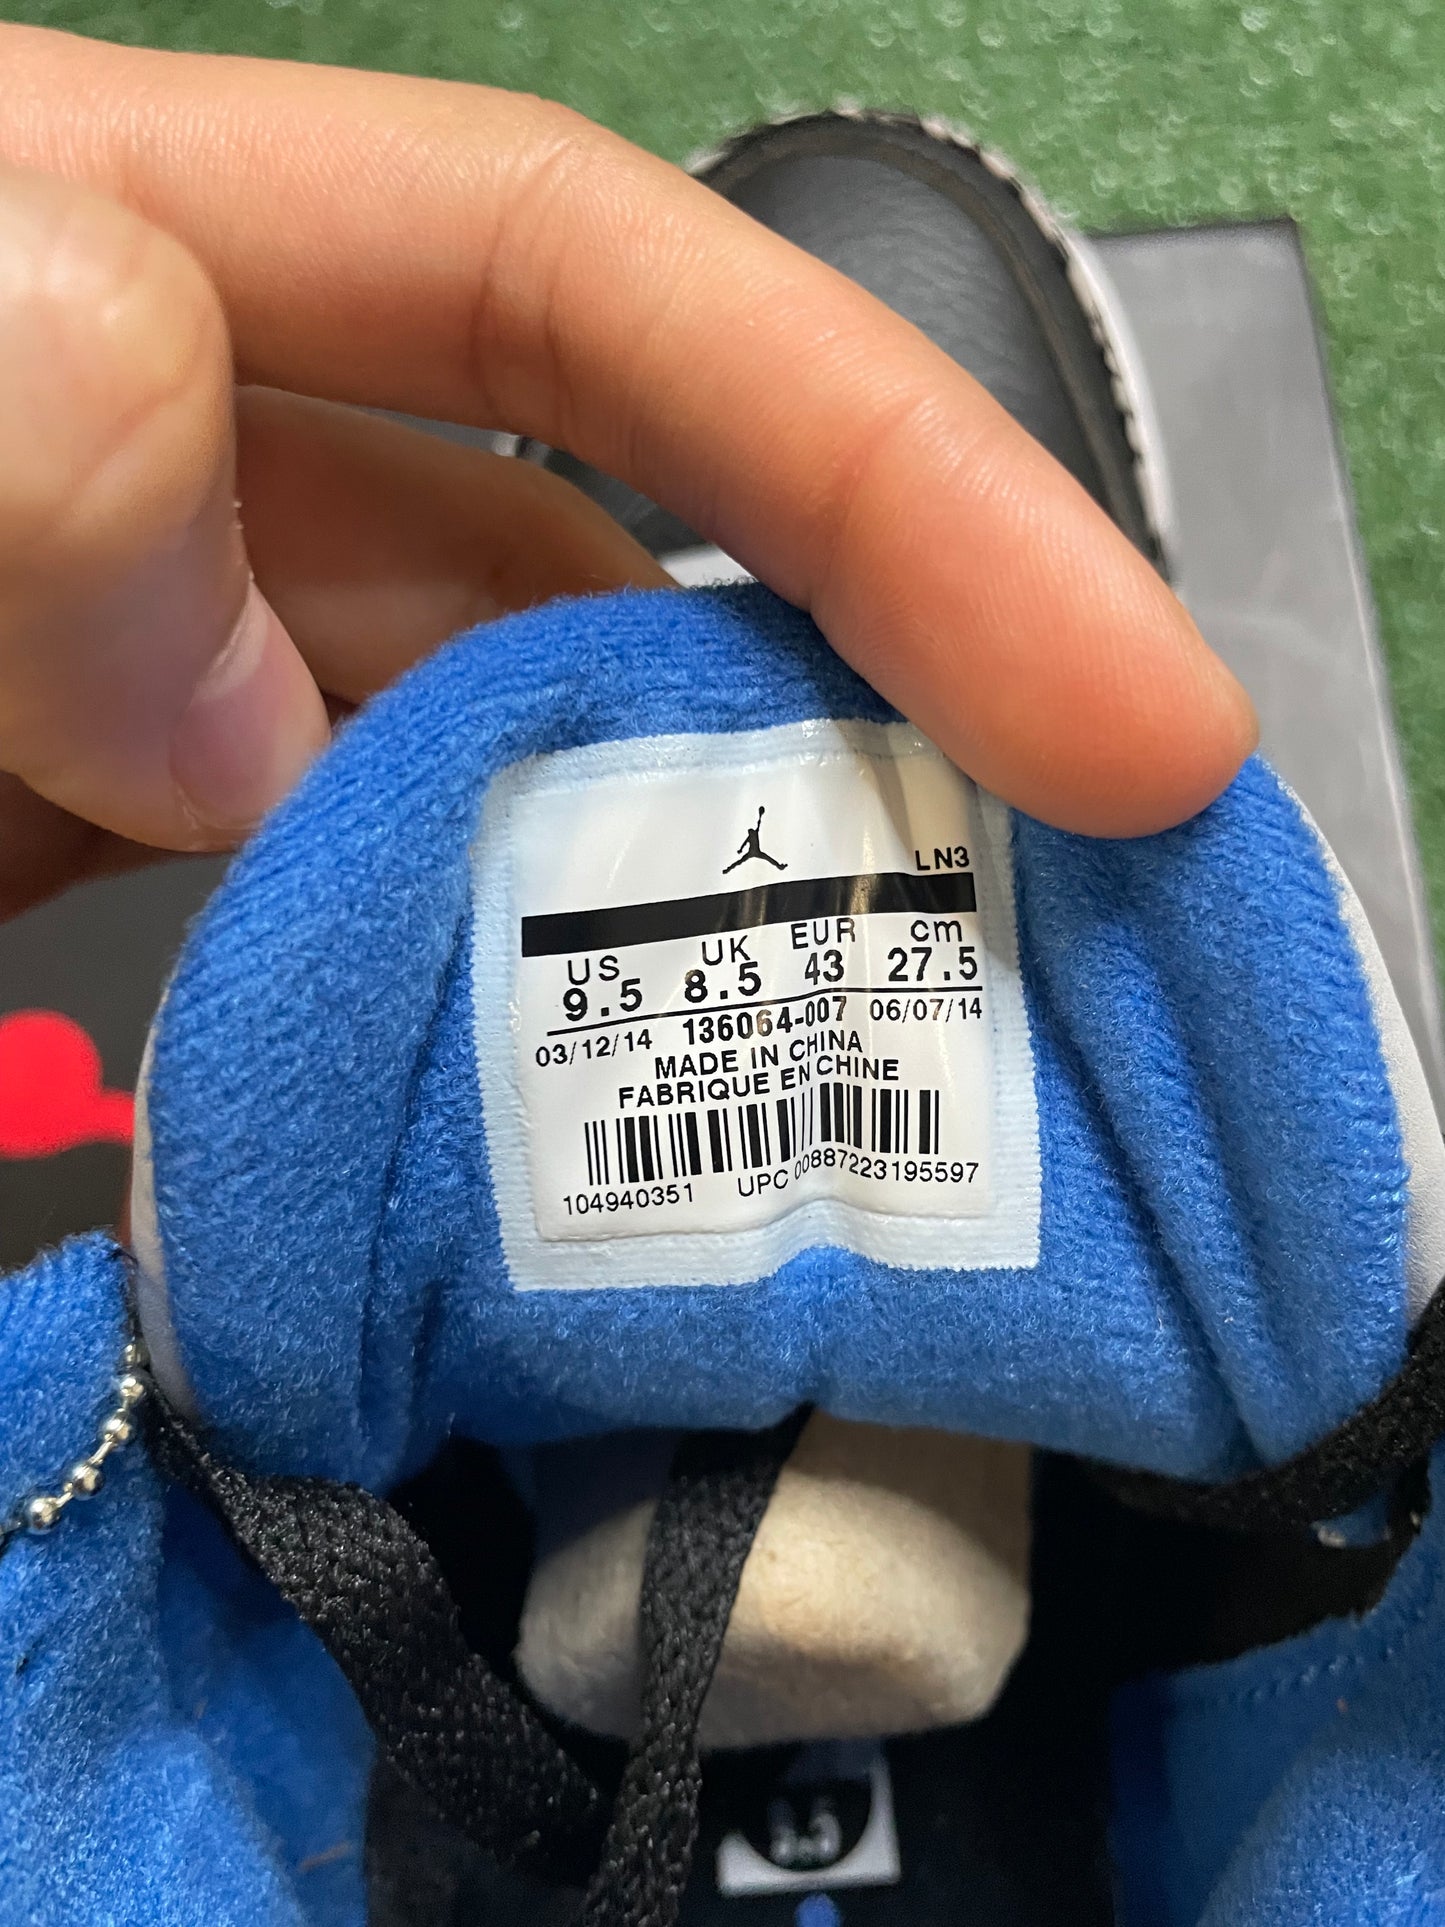 LN3
US UK EUR cm
9.5 8.5 43 27.5
03/12/14 136064-007 06/07/14
MADE IN CHINA
FABRIQUE EN CHINE
104940351 UPC 00887223195597